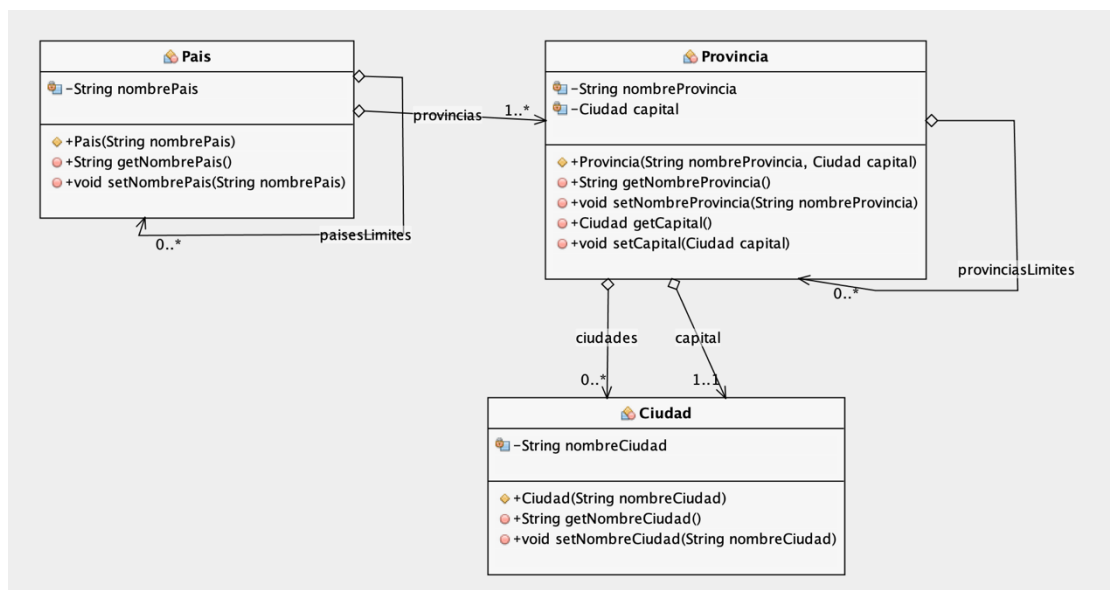 Pais
-String nombrePais
+Pais(String nombrePais)
+String getNombrePais()
+void setNombrePais(String nombrePais)
0..*
paisesLimites
provincias
1..*
Provincia
-String nombreProvincia
-Ciudad capital
+Provincia(String nombreProvincia, Ciudad capital)
+String getNombreProvincia()
+void setNombreProvincia(String nombreProvincia)
+Ciudad getCapital()
+void setCapital(Ciudad capital)
provinciasLimites
0..*
ciudades
capital
0..*
1..1
Ciudad
-String nombreCiudad
+Ciudad(String nombreCiudad)
+String getNombreCiudad()
+void setNombreCiudad(String nombreCiudad)